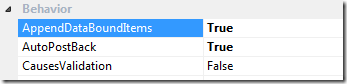 Behavior
AppendDataBoundItems True
AutoPostBack True
CausesValidation False